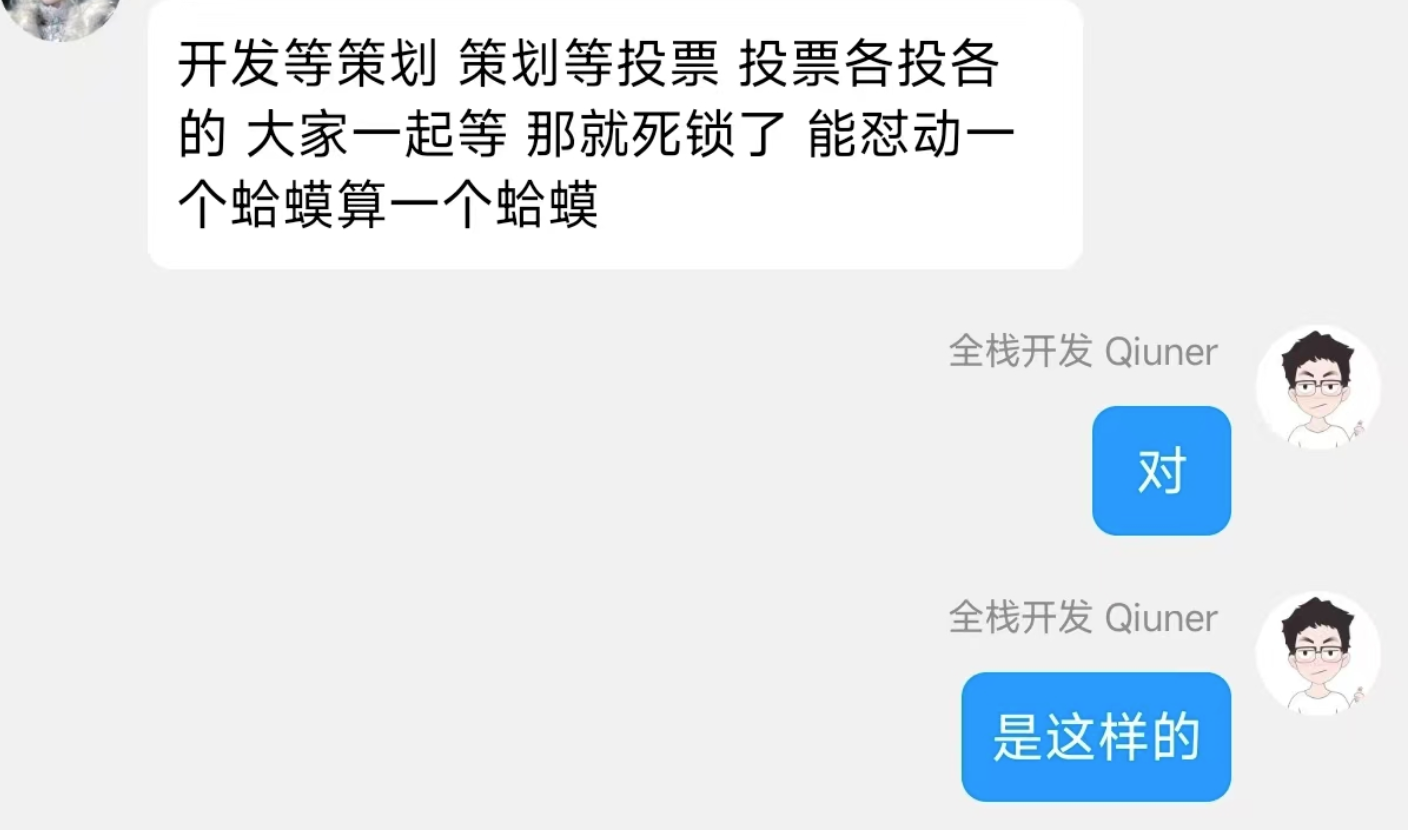 开发等策划 策划等投票 投票各投各
的 大家一起等 那就死锁了 能怼动一
个蛤蟆算一个蛤蟆
全栈开发 Qiuner
对
全栈开发 Qiuner
是这样的